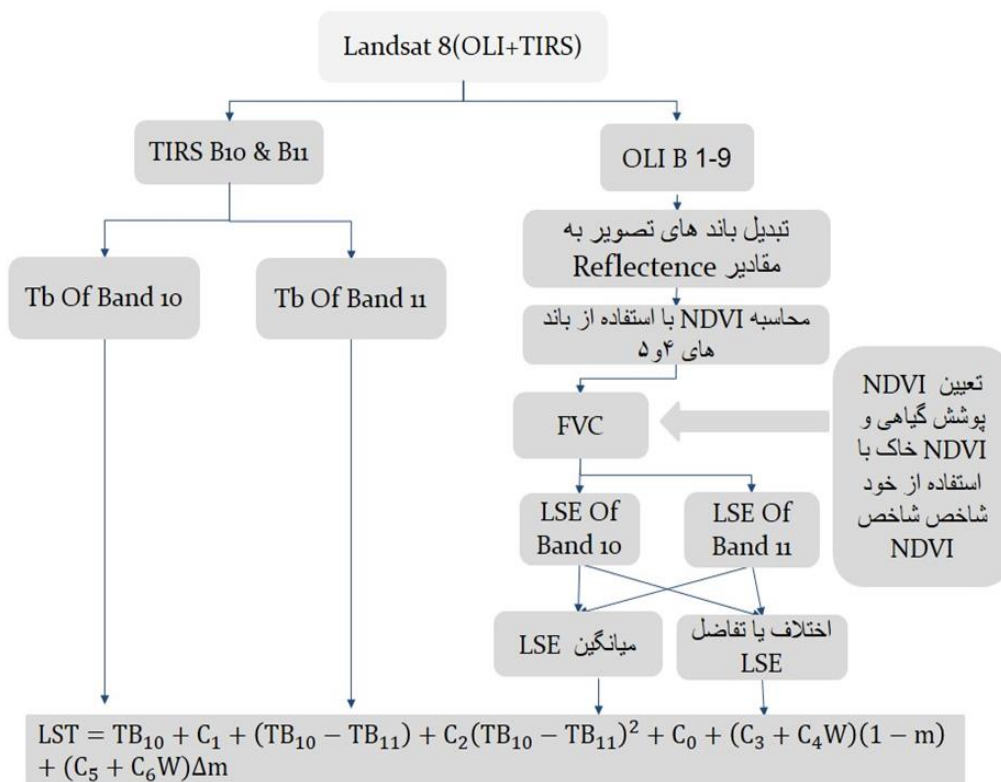 Landsat 8(OLI+TIRS)
TIRS B10 & B11
OLI B 1-9
تبدیل باند های تصویر به
مقادیر Reflectence
Tb Of Band 10
Tb Of Band 11
محاسبه NDVI با استفاده از باند
های ۴و۵
تعیین NDVI
پوشش گیاهی و
NDVI خاک با
استفاده از خود
شاخص شاخص
NDVI
FVC
LSE Of
Band 10
LSE Of
Band 11
میانگین LSE
اختلاف یا تفاضل
LSE
LST = TB₁₀ + C₁ + (TB₁₀ − TB₁₁) + C₂(TB₁₀ − TB₁₁)² + C₀ + (C₃ + C₄W)(1 − m)
+ (C₅ + C₆W)Δm